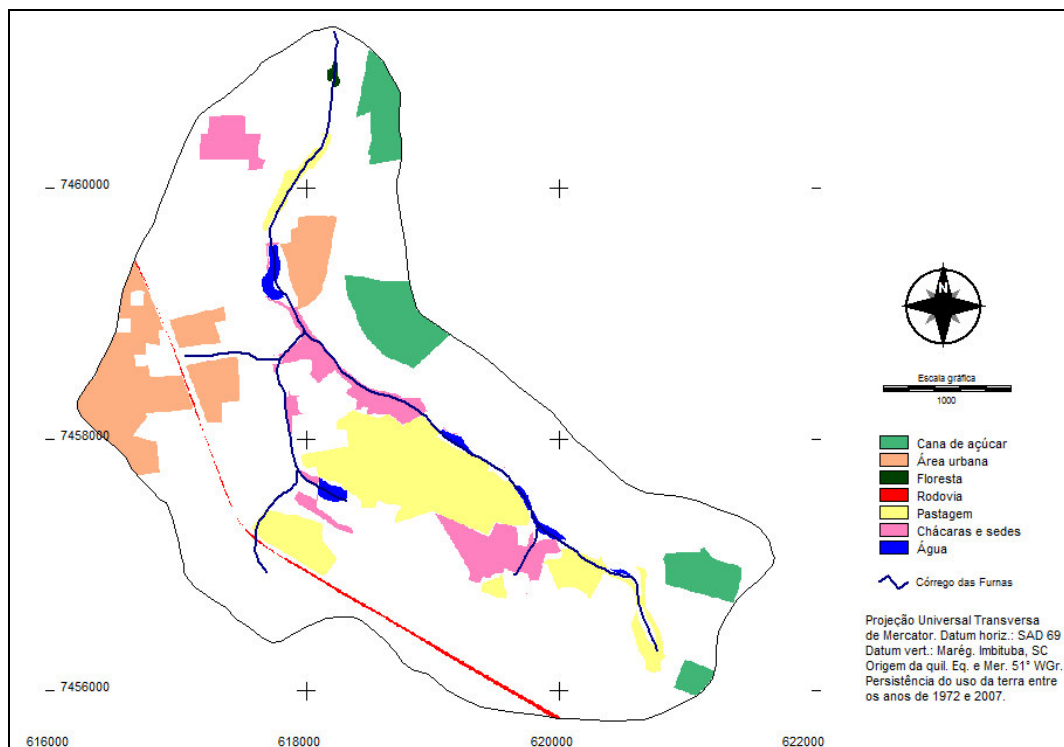 7460000
7458000
7456000
616000
618000
620000
622000
N
Escala gráfica
1000
Cana de açúcar
Área urbana
Floresta
Rodovia
Pastagem
Chácaras e sedes
Água
Córrego das Furnas
Projeção Universal Transversa
de Mercator. Datum horiz.: SAD 69
Datum vert.: Marég. Imbituba, SC
Origem da quil. Eq. e Mer. 51° WGr.
Persistência do uso da terra entre
os anos de 1972 e 2007.